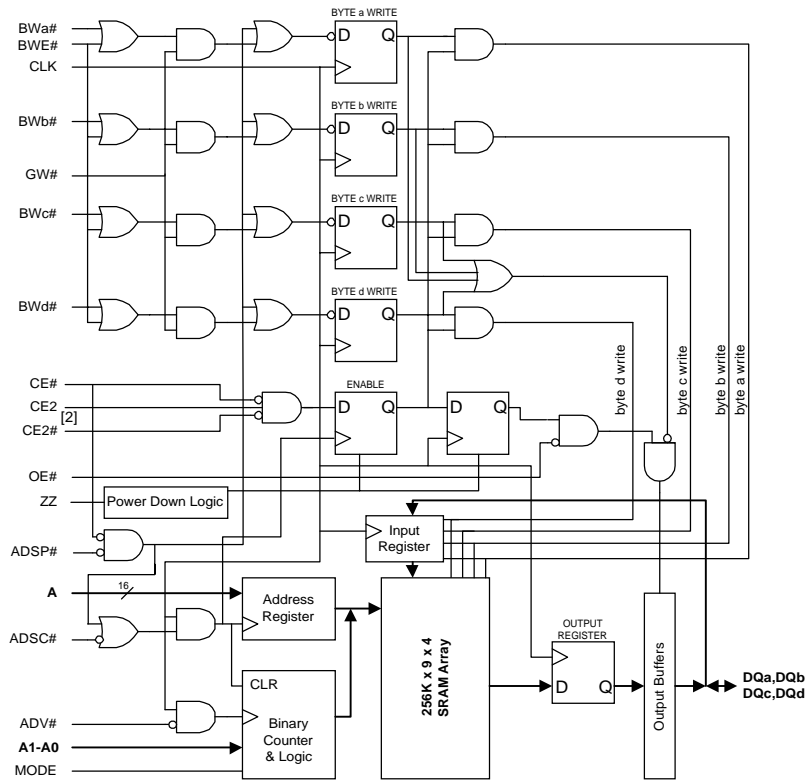 BYTE a WRITE
BWa#
BWE#
D Q
CLK
BYTE b WRITE
BWb#
D Q
GW#
BYTE c WRITE
BWc#
D Q
BYTE d WRITE
BWd#
D Q
byte d write
byte c write
byte b write
byte a write
CE#
ENABLE
CE2
D Q
D Q
[2]
CE2#
OE#
ZZ
Power Down Logic
Input
Register
ADSP#
A
16
Address
Register
ADSC#
OUTPUT
REGISTER
256K x 9 x 4
SRAM Array
D Q
Output Buffers
DQa,DQb
DQc,DQd
CLR
ADV#
Binary
Counter
& Logic
A1-A0
MODE